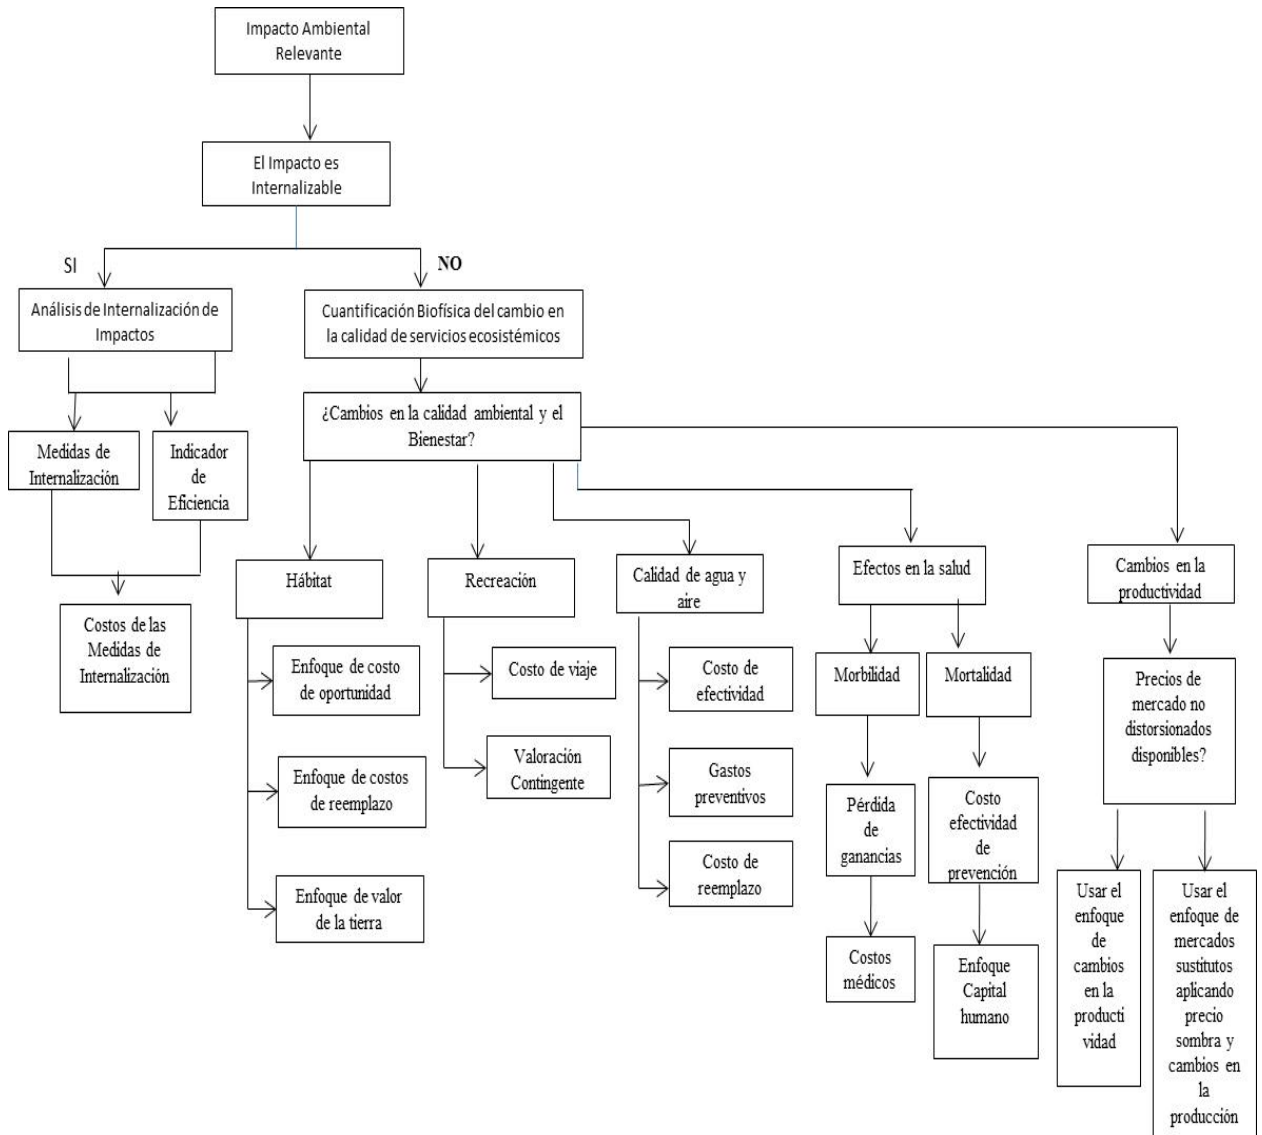 Impacto Ambiental
Relevante
El Impacto es
Internalizable
SI
NO
Análisis de Internalización de
Impactos
Cuantificación Biofísica del cambio en
la calidad de servicios ecosistémicos
¿Cambios en la calidad ambiental y el
Bienestar?
Medidas de
Internalización
Indicador
de
Eficiencia
Costos de las
Medidas de
Internalización
Hábitat
Enfoque de costo
de oportunidad
Enfoque de costos
de reemplazo
Enfoque de valor
de la tierra
Recreación
Costo de viaje
Valoración
Contingente
Calidad de agua y
aire
Costo de
efectividad
Gastos
preventivos
Costo de
reemplazo
Efectos en la salud
Morbilidad
Pérdida
de
ganancias
Costos
médicos
Mortalidad
Costo
efectividad
de
prevención
Enfoque
Capital
humano
Cambios en la
productividad
Precios de
mercado no
distorsionados
disponibles?
Usar el
enfoque
de
cambios
en la
producti
vidad
Usar el
enfoque de
mercados
sustitutos
aplicando
precio
sombra y
cambios en
la
producción